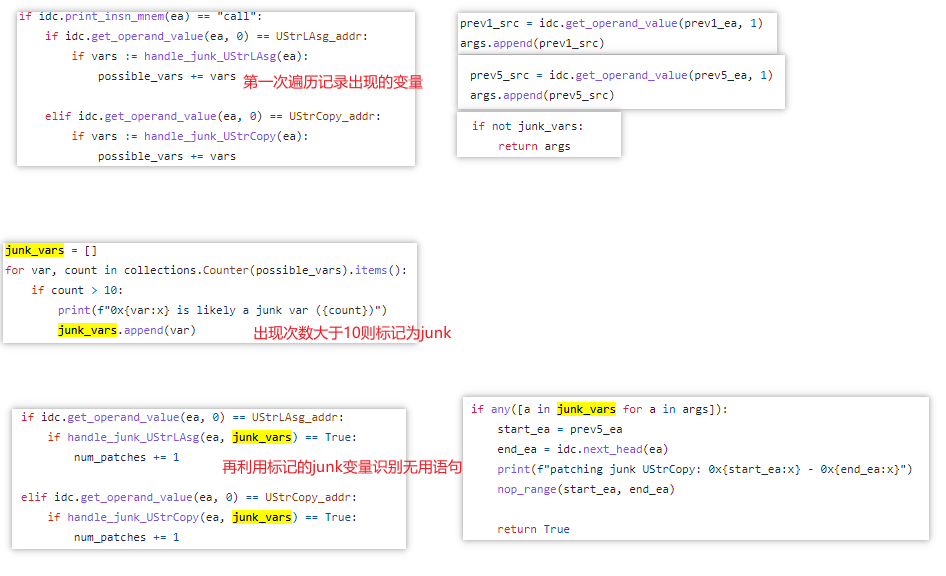 if idc.print_insn_mnem(ea) == "call":
    if idc.get_operand_value(ea, 0) == UStrLAsg_addr:
        if vars := handle_junk_UStrLAsg(ea):
            possible_vars += vars
第一次遍历记录出现的变量
    elif idc.get_operand_value(ea, 0) == UStrCopy_addr:
        if vars := handle_junk_UStrCopy(ea):
            possible_vars += vars
prev1_src = idc.get_operand_value(prev1_ea, 1)
args.append(prev1_src)
prev5_src = idc.get_operand_value(prev5_ea, 1)
args.append(prev5_src)
if not junk_vars:
    return args
junk_vars = []
for var, count in collections.Counter(possible_vars).items():
    if count > 10:
        print(f"0x{var:x} is likely a junk var ({count})")
        junk_vars.append(var)
出现次数大于10则标记为junk
if idc.get_operand_value(ea, 0) == UStrLAsg_addr:
    if handle_junk_UStrLAsg(ea, junk_vars) == True:
        num_patches += 1
再利用标记的junk变量识别无用语句
elif idc.get_operand_value(ea, 0) == UStrCopy_addr:
    if handle_junk_UStrCopy(ea, junk_vars) == True:
        num_patches += 1
if any([a in junk_vars for a in args]):
    start_ea = prev5_ea
    end_ea = idc.next_head(ea)
    print(f"patching junk UStrCopy: 0x{start_ea:x} - 0x{end_ea:x}")
    nop_range(start_ea, end_ea)
    return True